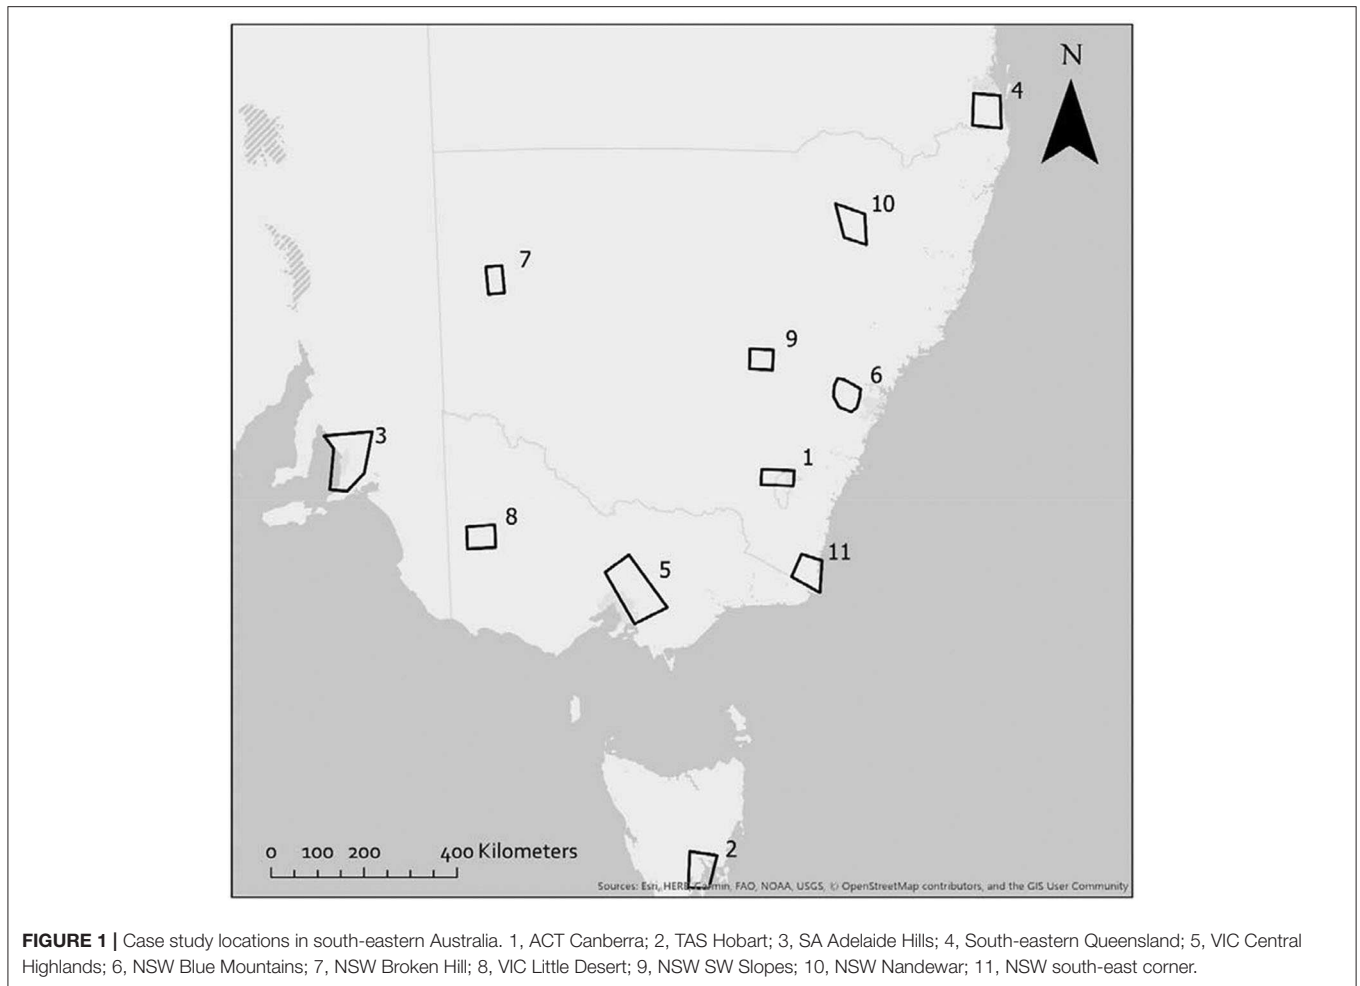 N
4
10
7
9
6
3
1
8
11
5
2
0 100 200 400 Kilometers
Sources: Esri, HERE, Garmin, FAO, NOAA, USGS, © OpenStreetMap contributors, and the GIS User Community
FIGURE 1 | Case study locations in south-eastern Australia. 1, ACT Canberra; 2, TAS Hobart; 3, SA Adelaide Hills; 4, South-eastern Queensland; 5, VIC Central
Highlands; 6, NSW Blue Mountains; 7, NSW Broken Hill; 8, VIC Little Desert; 9, NSW SW Slopes; 10, NSW Nandewar; 11, NSW south-east corner.